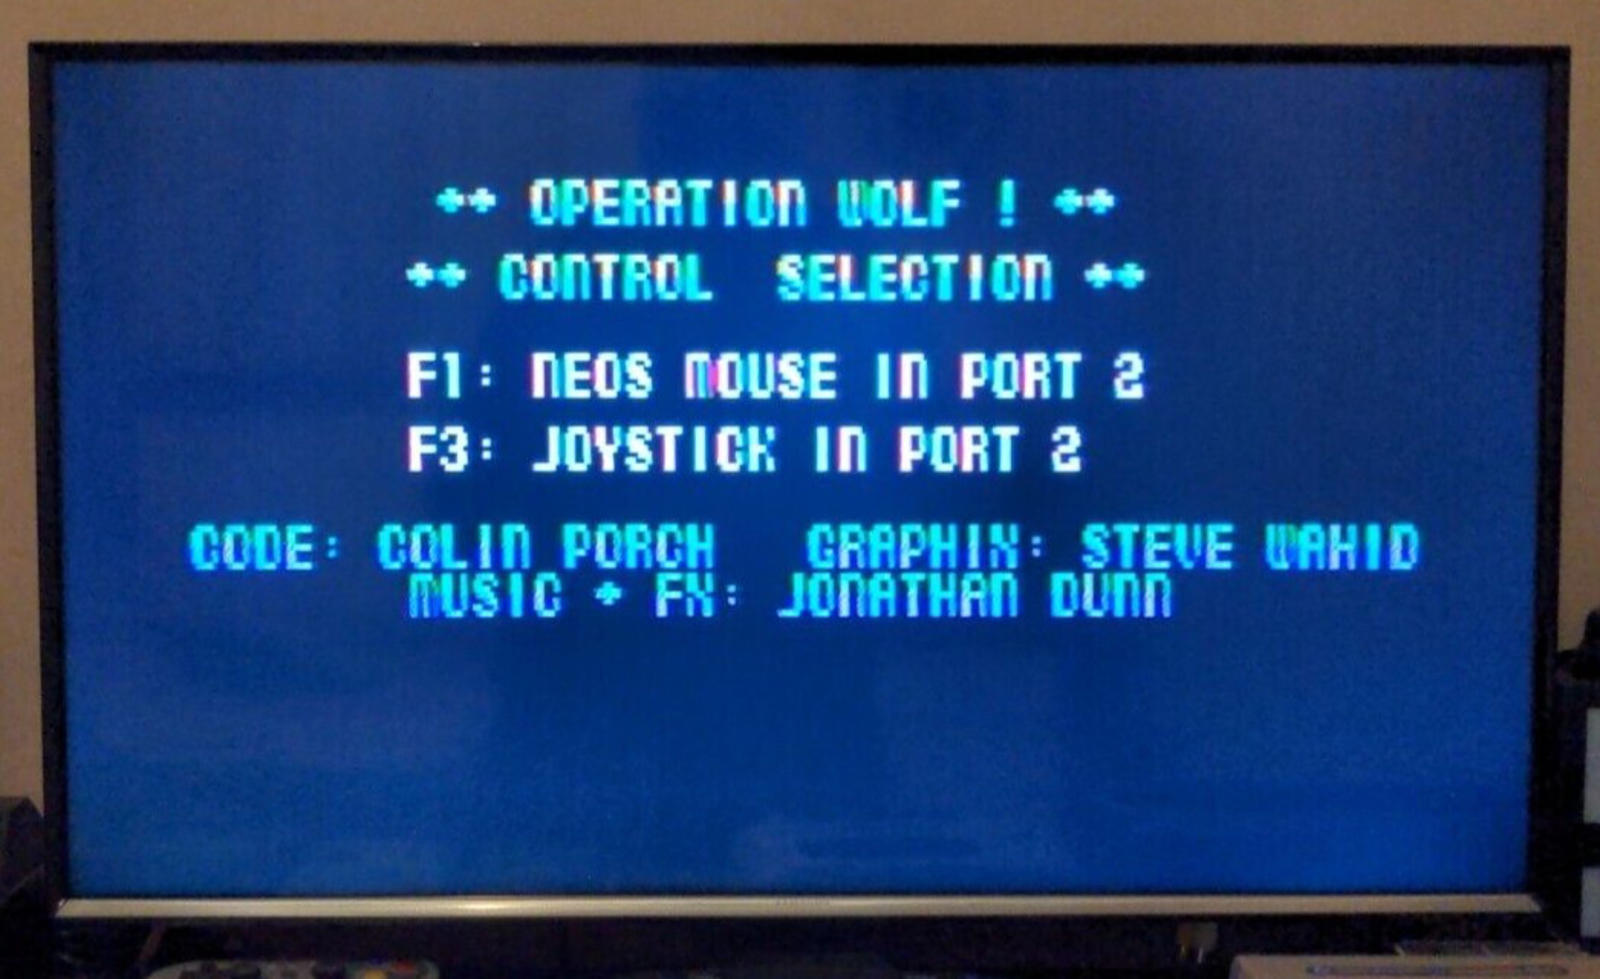 ++ OPERATION WOLF ! ++
++ CONTROL SELECTION ++
F1: NEOS MOUSE IN PORT 2
F3: JOYSTICK IN PORT 2
CODE: COLIN PORCH GRAPHIX: STEVE WAHID
MUSIC + FX: JONATHAN DUNN